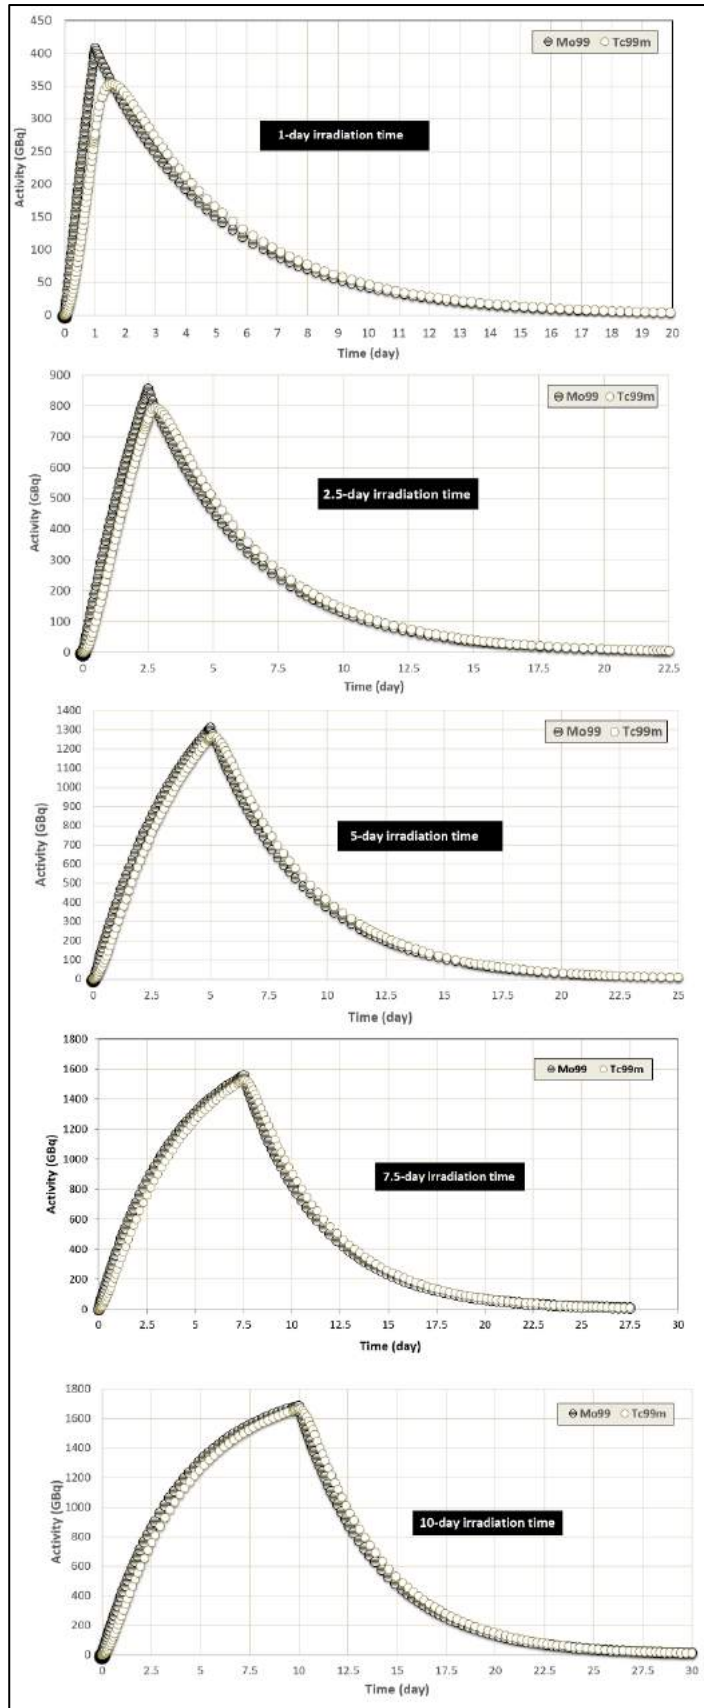 450
⊖ Mo99 ○ Tc99m
400
350
300
1-day irradiation time
250
200
150
100
50
0
Activity (GBq)
0 1 2 3 4 5 6 7 8 9 10 11 12 13 14 15 16 17 18 19 20
Time (day)
900
⊖ Mo99 ○ Tc99m
800
700
600
2.5-day irradiation time
500
400
300
200
100
0
Activity (GBq)
0 2.5 5 7.5 10 12.5 15 17.5 20 22.5
Time (day)
1400
⊖ Mo99 ○ Tc99m
1300
1200
1100
1000
900
800
5-day irradiation time
700
600
500
400
300
200
100
0
Activity (GBq)
0 2.5 5 7.5 10 12.5 15 17.5 20 22.5 25
Time (day)
1800
⊖ Mo99 ○ Tc99m
1600
1400
1200
1000
7.5-day irradiation time
800
600
400
200
0
Activity (GBq)
0 2.5 5 7.5 10 12.5 15 17.5 20 22.5 25 27.5 30
Time (day)
1800
⊖ Mo99 ○ Tc99m
1600
1400
1200
1000
10-day irradiation time
800
600
400
200
0
Activity (GBq)
0 2.5 5 7.5 10 12.5 15 17.5 20 22.5 25 27.5 30
Time (day)